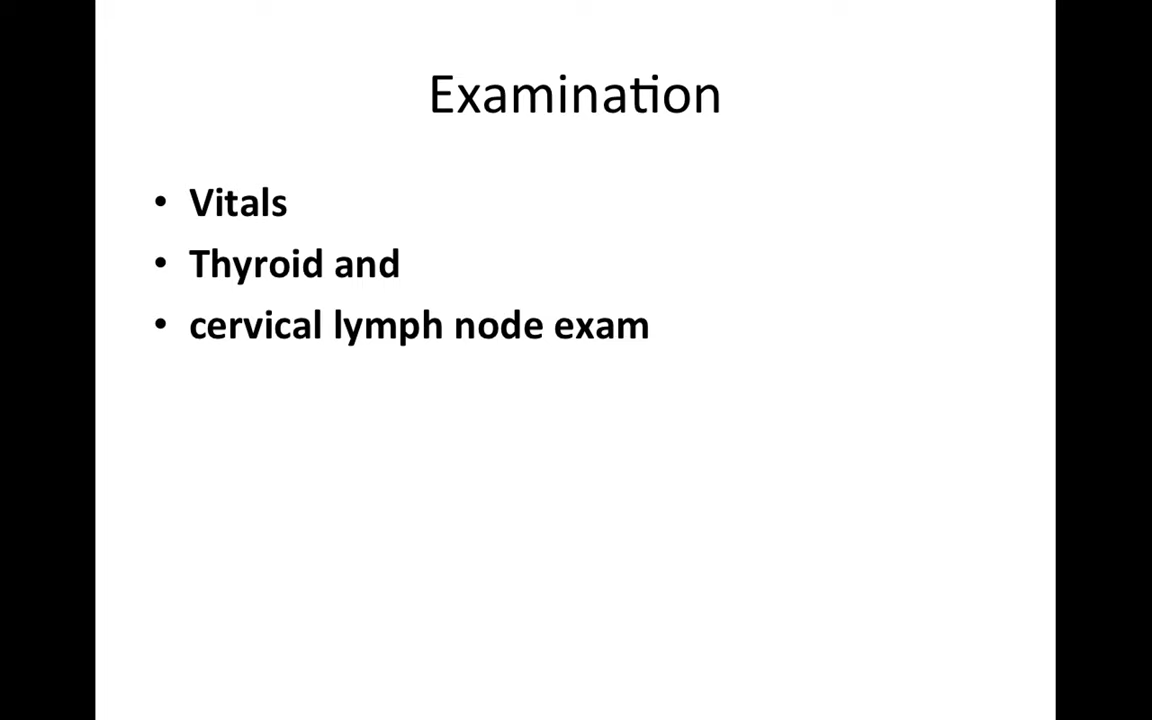 Examination
• Vitals
• Thyroid and
• cervical lymph node exam